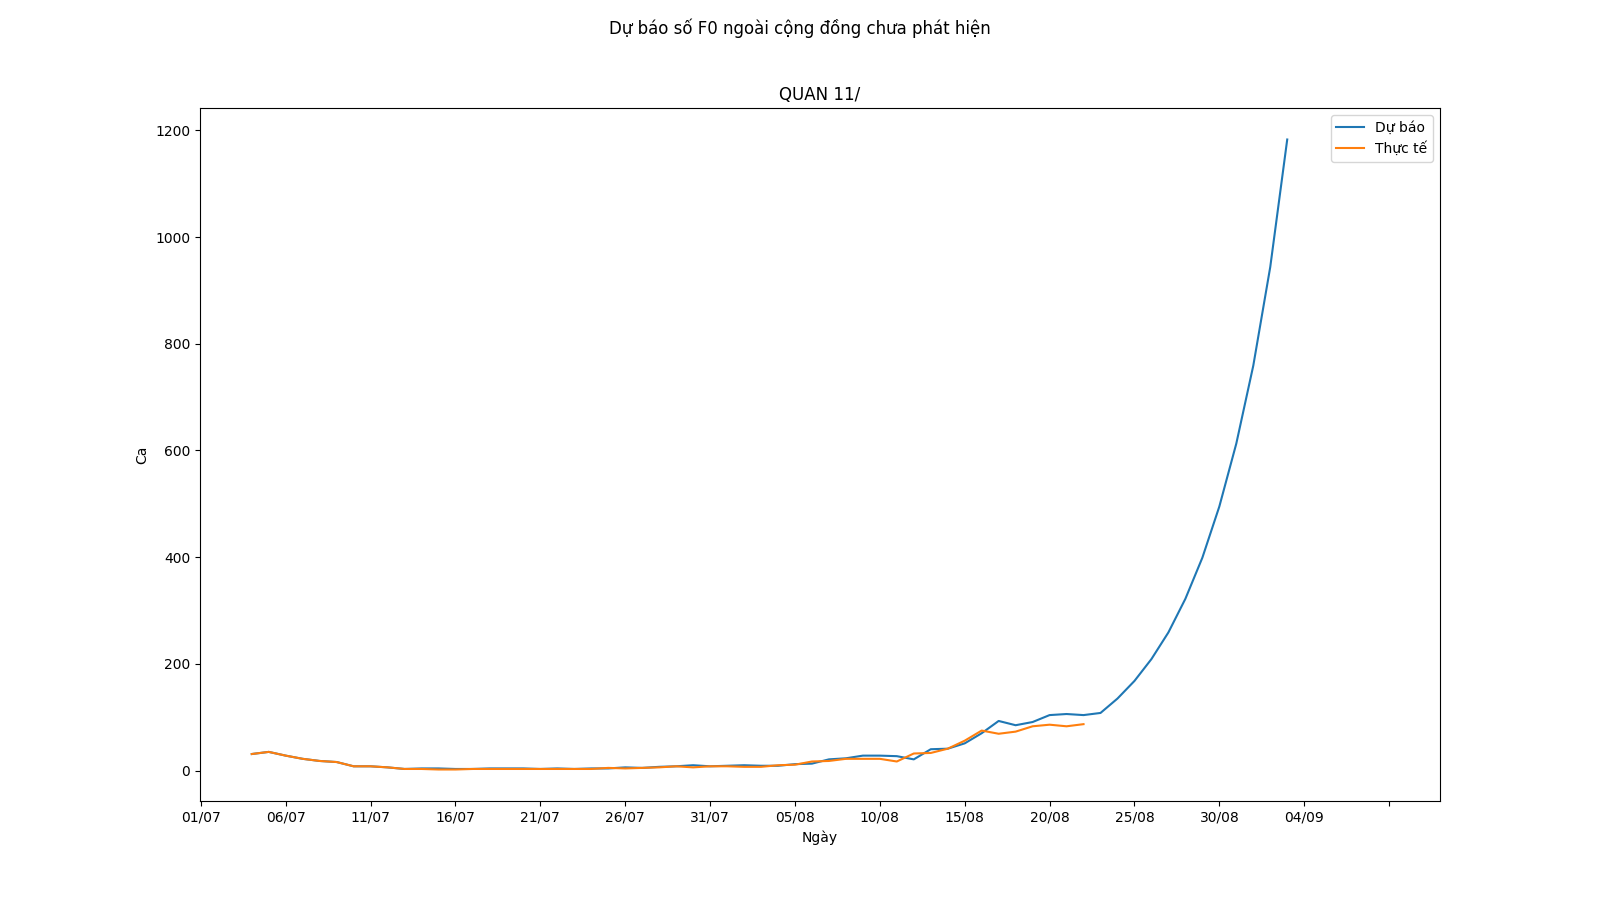 Dự báo số F0 ngoài cộng đồng chưa phát hiện
QUAN 11/
Dự báo
Thực tế
1200
1000
800
600
400
200
0
Ca
01/07 06/07 11/07 16/07 21/07 26/07 31/07 05/08 10/08 15/08 20/08 25/08 30/08 04/09
Ngày